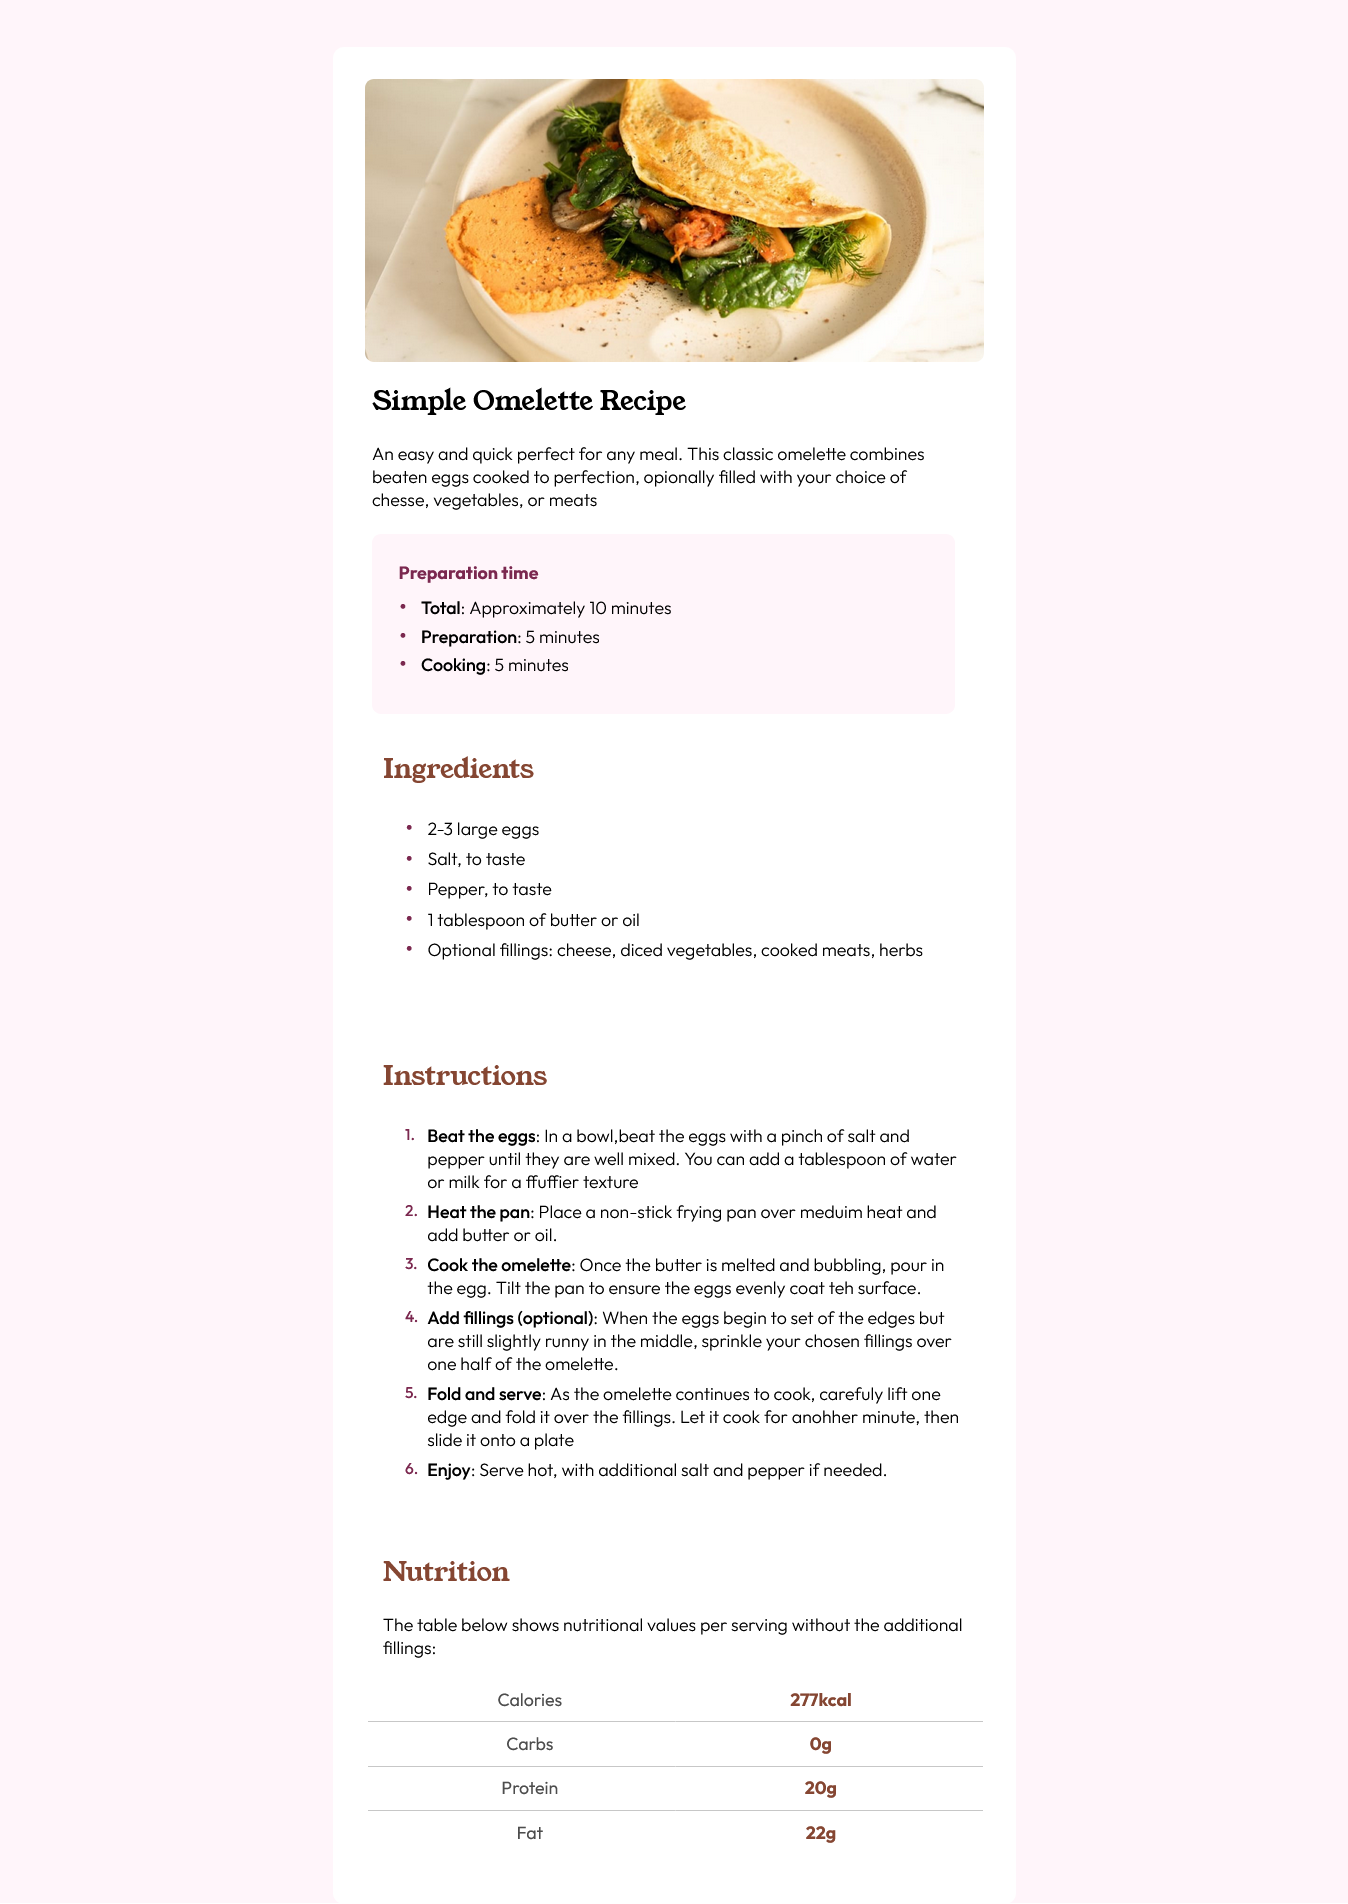 Simple Omelette Recipe
An easy and quick perfect for any meal. This classic omelette combines
beaten eggs cooked to perfection, opionally filled with your choice of
chesse, vegetables, or meats
Preparation time
• Total: Approximately 10 minutes
• Preparation: 5 minutes
• Cooking: 5 minutes
Ingredients
• 2-3 large eggs
• Salt, to taste
• Pepper, to taste
• 1 tablespoon of butter or oil
• Optional fillings: cheese, diced vegetables, cooked meats, herbs
Instructions
1. Beat the eggs: In a bowl,beat the eggs with a pinch of salt and
pepper until they are well mixed. You can add a tablespoon of water
or milk for a ffuffier texture
2. Heat the pan: Place a non-stick frying pan over meduim heat and
add butter or oil.
3. Cook the omelette: Once the butter is melted and bubbling, pour in
the egg. Tilt the pan to ensure the eggs evenly coat teh surface.
4. Add fillings (optional): When the eggs begin to set of the edges but
are still slightly runny in the middle, sprinkle your chosen fillings over
one half of the omelette.
5. Fold and serve: As the omelette continues to cook, carefuly lift one
edge and fold it over the fillings. Let it cook for anohher minute, then
slide it onto a plate
6. Enjoy: Serve hot, with additional salt and pepper if needed.
Nutrition
The table below shows nutritional values per serving without the additional
fillings:
Calories 277kcal
Carbs 0g
Protein 20g
Fat 22g